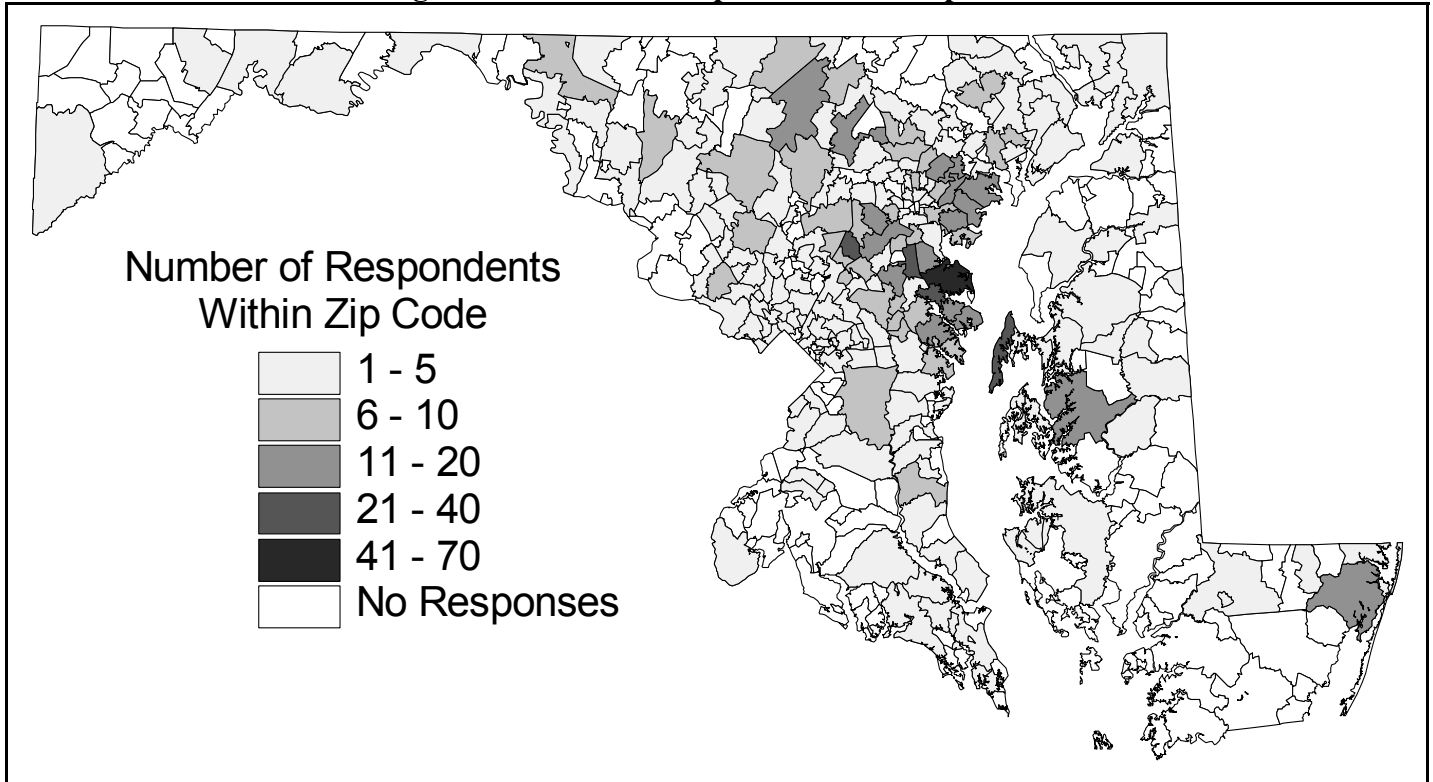 Number of Respondents
Within Zip Code
1 - 5
6 - 10
11 - 20
21 - 40
41 - 70
No Responses